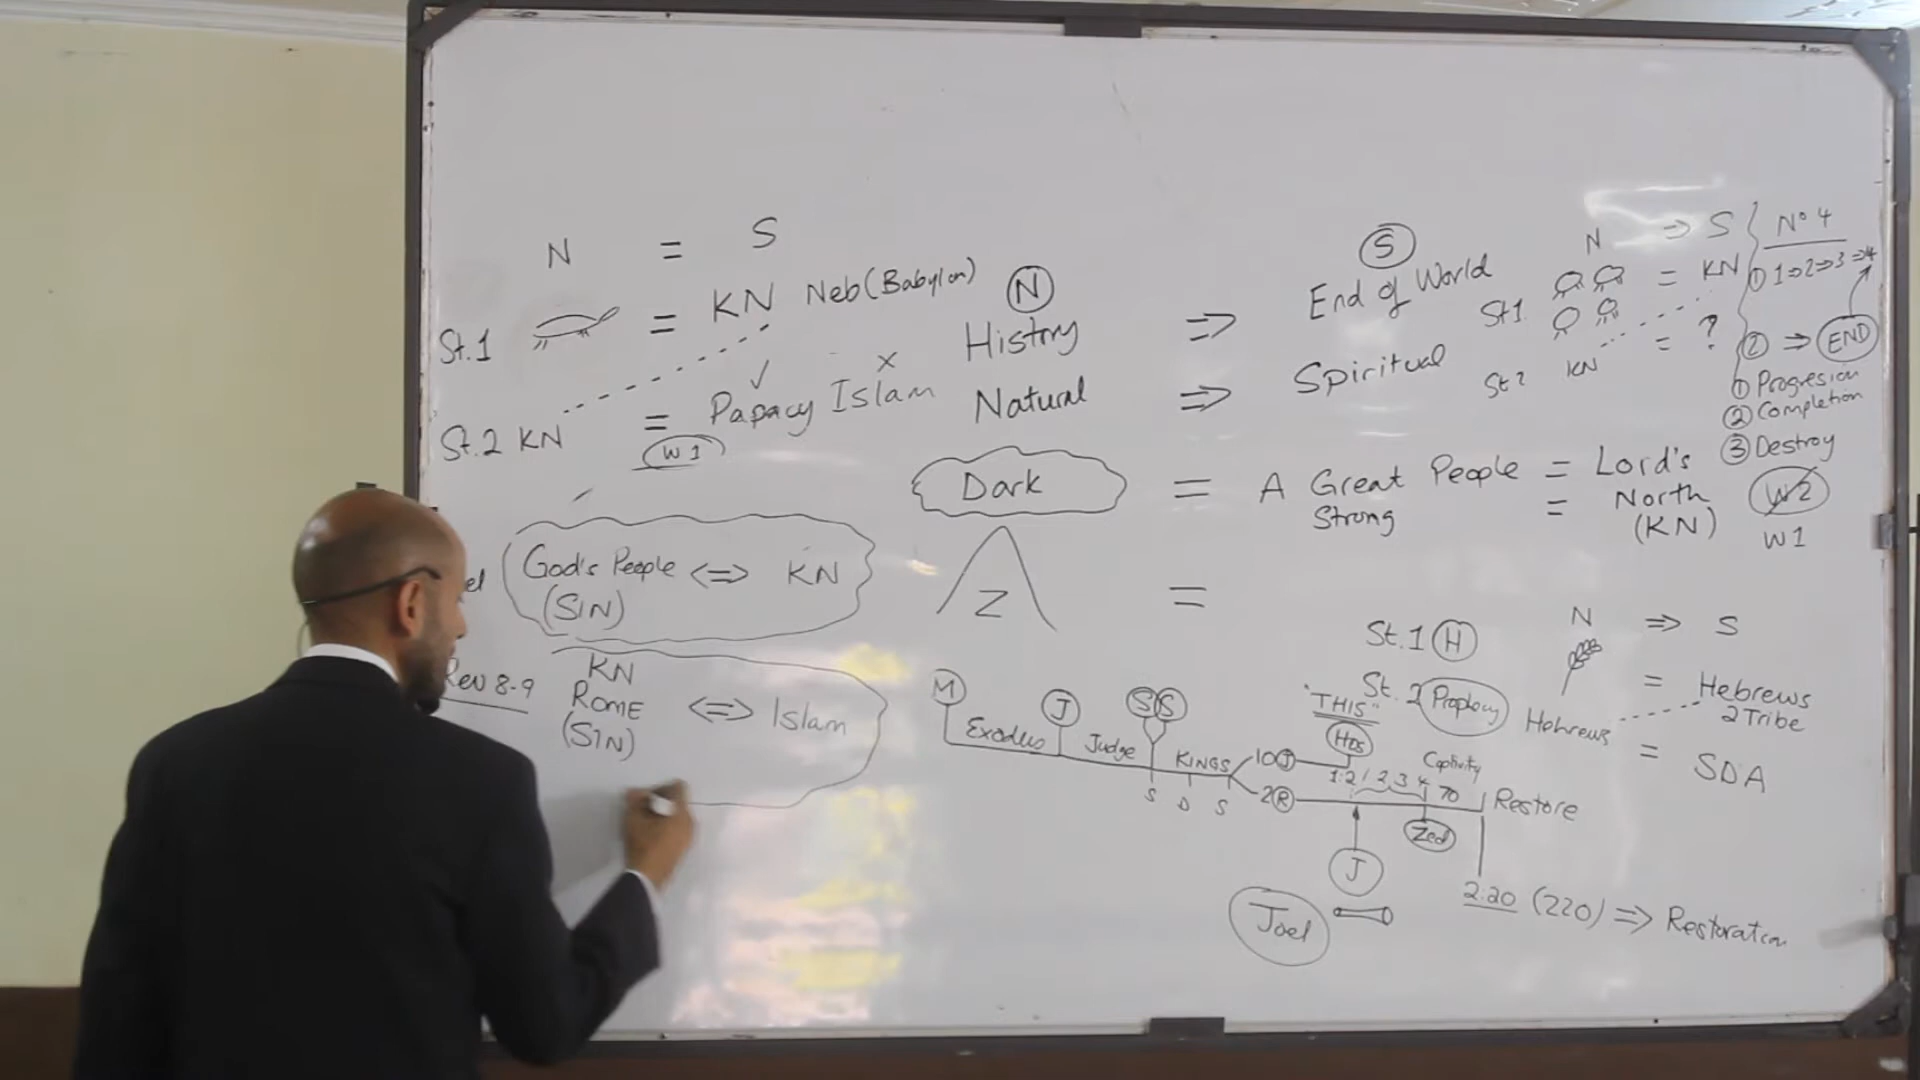 N = S
St.1 = KN Neb (Babylon)
St.2 KN = Papacy Islam
W1
N
History => End of World
S
Natural => Spiritual
N => S
St1 = KN
St2 KN = ?
Nº 4
① 1=>2=>3=>4
② => END
① Progresion
② Completion
③ Destroy
W2
W1
Dark = A Great People = Lord's
Strong = North
(KN)
Z =
el God's People <=> KN
(SIN)
Rev 8-9 KN
ROME <=> Islam
(SIN)
St.1 H
St.2 Prophecy
N => S
= Hebrews
2 Tribe
Hebrews = SDA
M Exodus J Judge S S KINGS
S D S
10 J
2 R
"THIS"
Hos
1:2 / 2 3 4
Captivity
70
Restore
Zed
J
Joel
2:20 (220) => Restoration